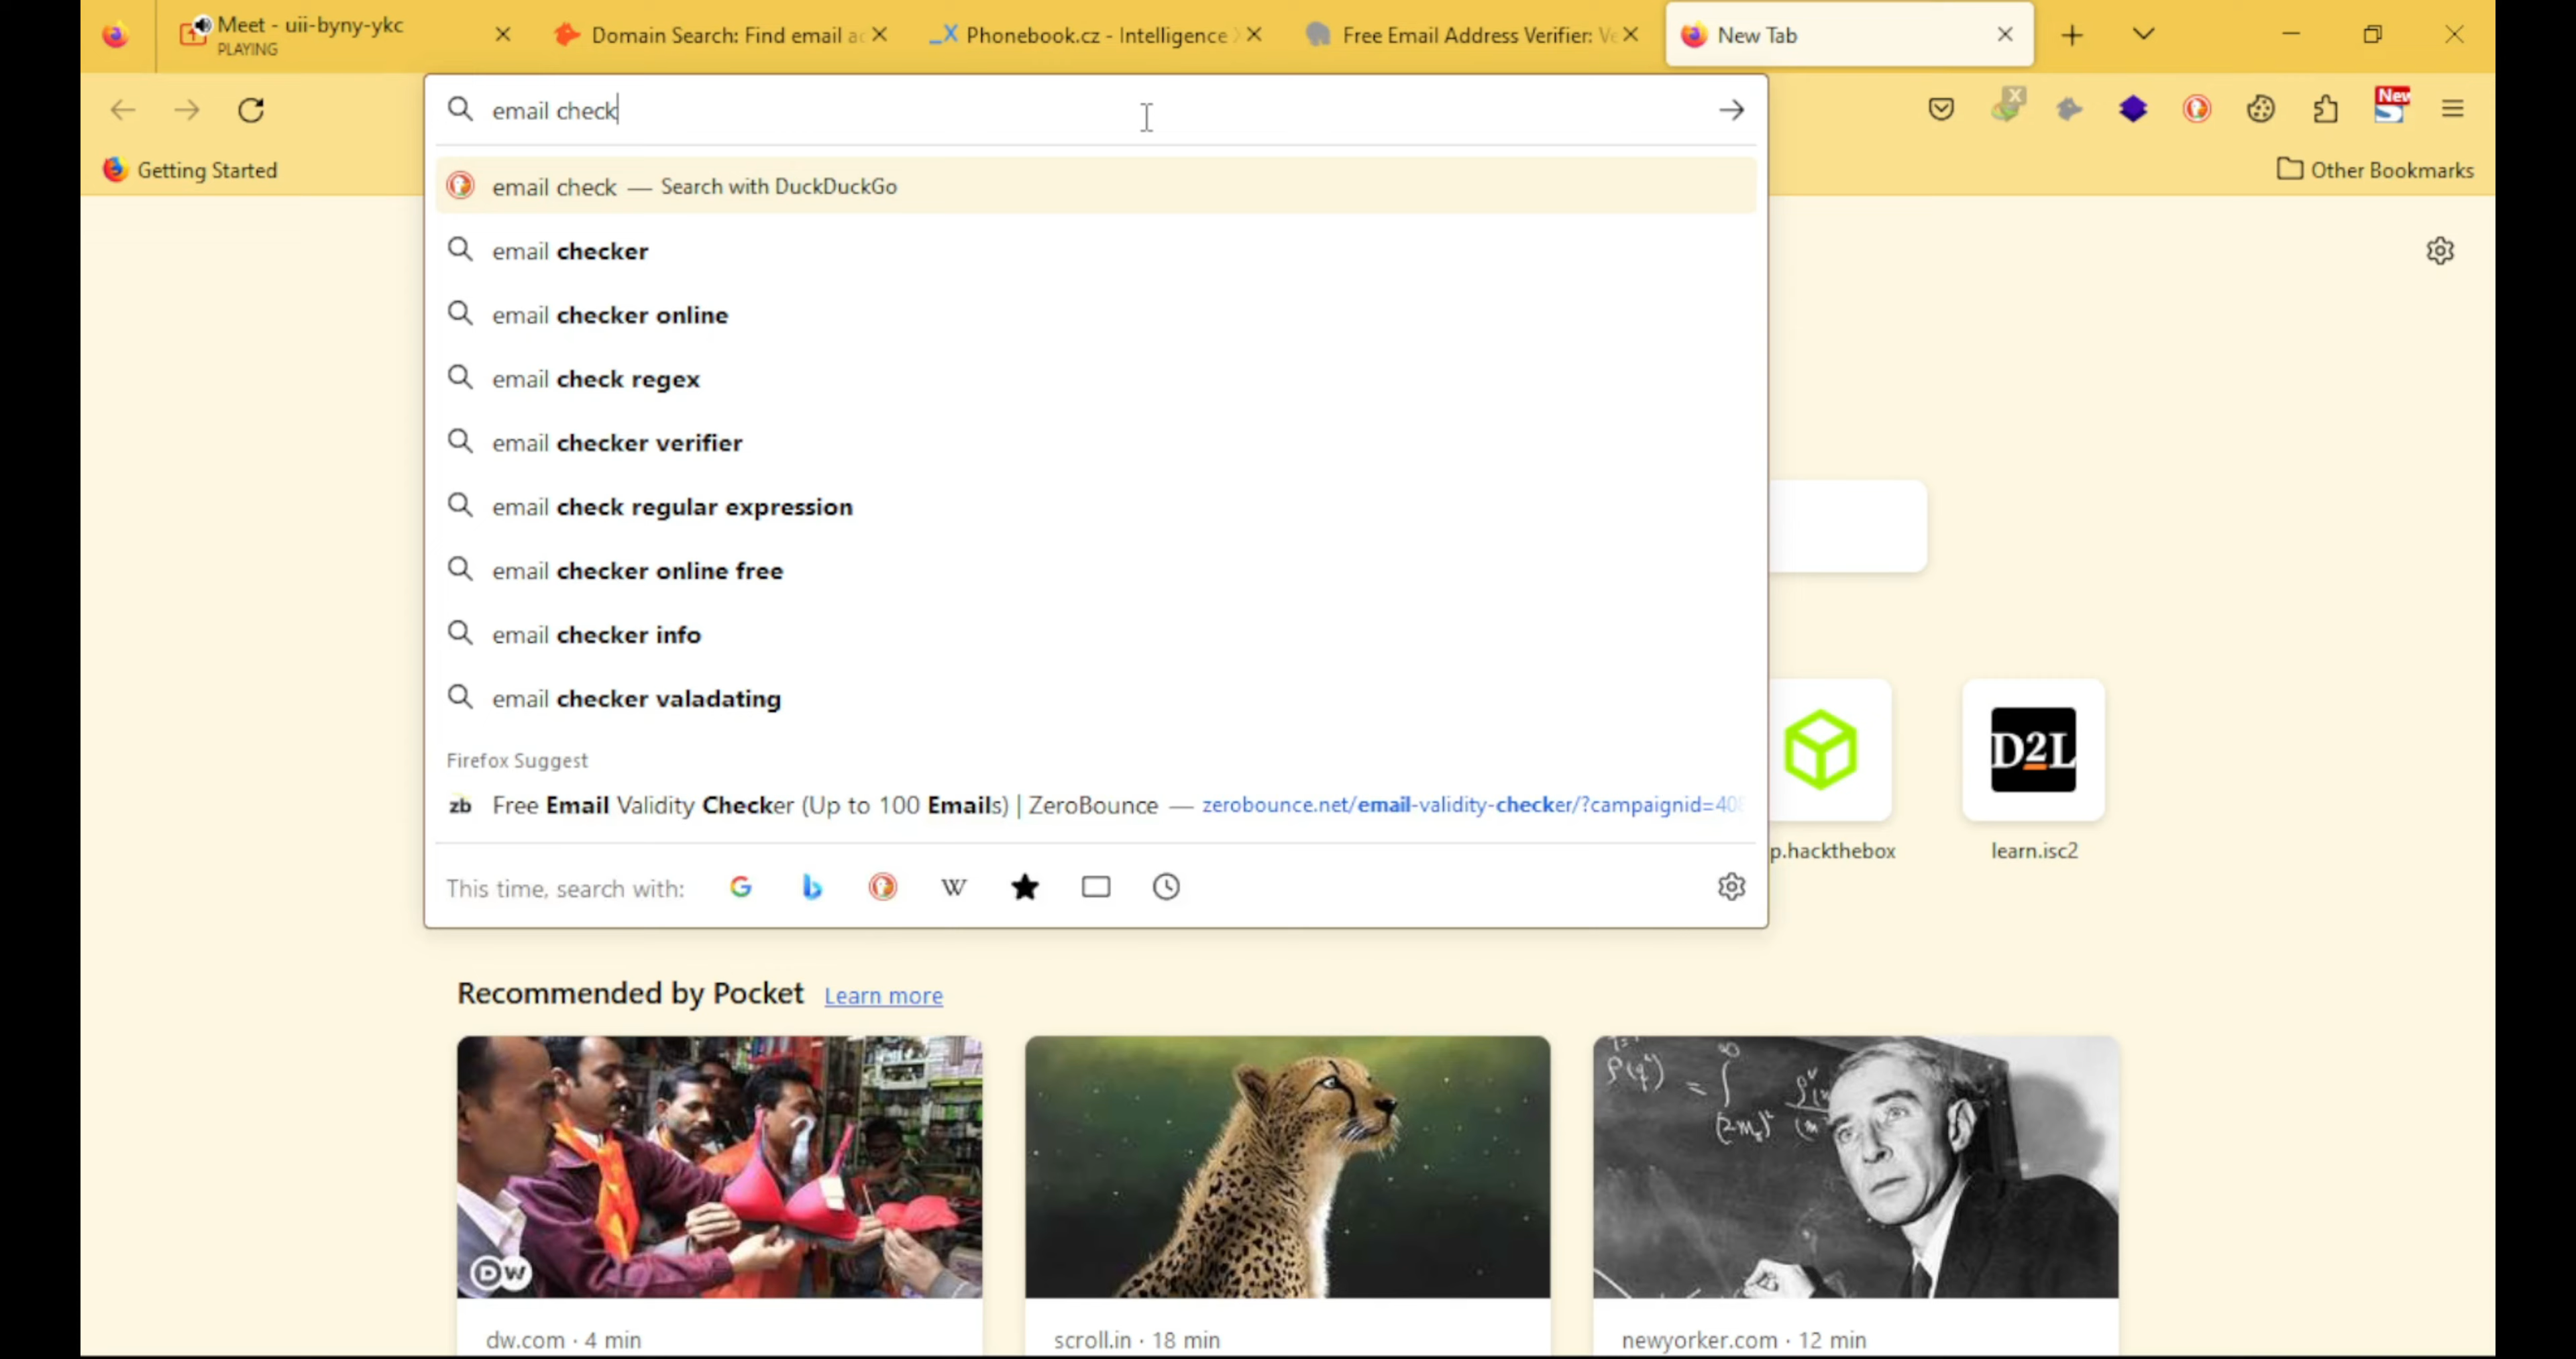 Meet - uii-byny-ykc
PLAYING
Domain Search: Find email ac
_X Phonebook.cz - Intelligence X
Free Email Address Verifier: Ve
New Tab
email check
New
Getting Started
Other Bookmarks
email check — Search with DuckDuckGo
email checker
email checker online
email check regex
email checker verifier
email check regular expression
email checker online free
email checker info
email checker valadating
Firefox Suggest
zb Free Email Validity Checker (Up to 100 Emails) | ZeroBounce — zerobounce.net/email-validity-checker/?campaignid=408
This time, search with:
G b W
D2L
p.hackthebox
learn.isc2
Recommended by Pocket Learn more
DW
dw.com · 4 min
scroll.in · 18 min
newyorker.com · 12 min